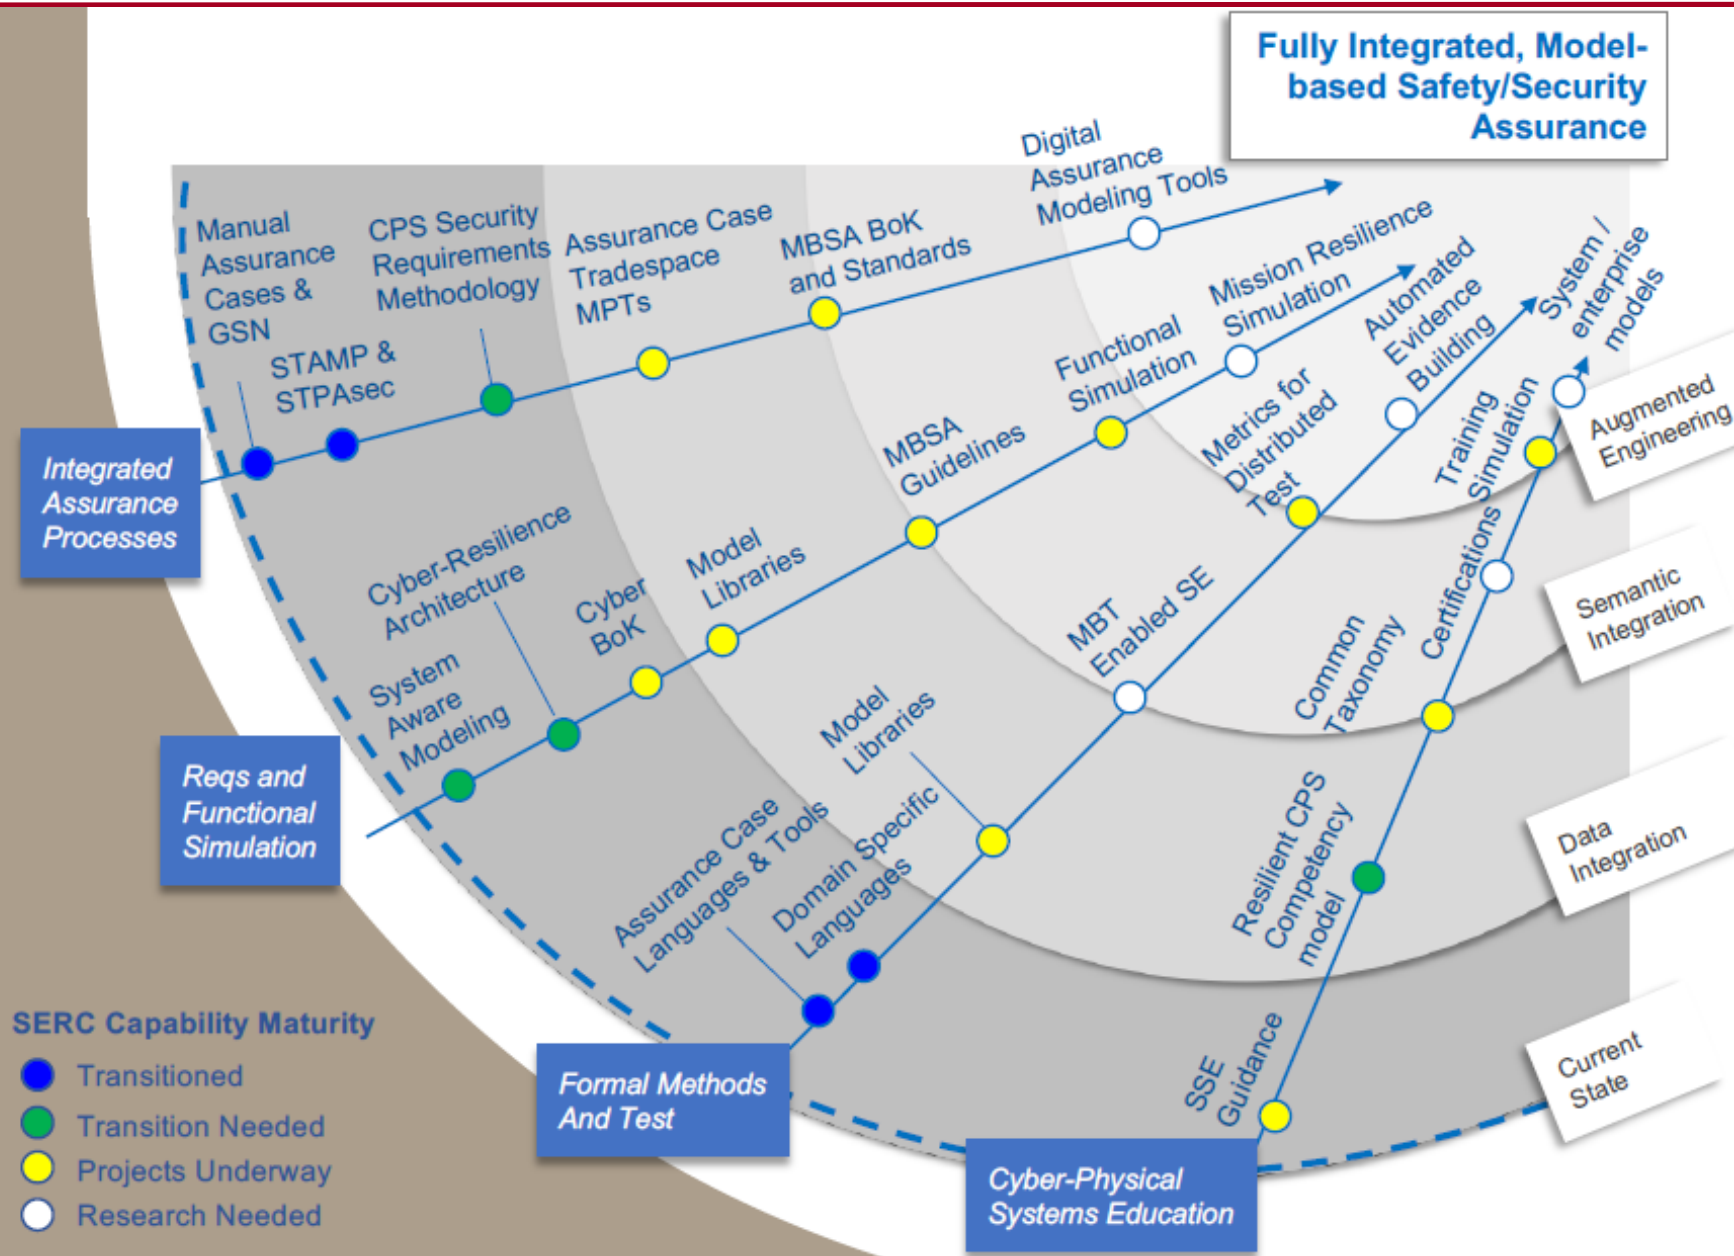 Fully Integrated, Model-
based Safety/Security
Assurance
Digital
Assurance
Modeling Tools
Manual
Assurance
Cases &
GSN
STAMP &
STPAsec
CPS Security
Requirements
Methodology
Assurance Case
Tradespace
MPTs
MBSA BoK
and Standards
Integrated
Assurance
Processes
Mission Resilience
Simulation
Functional
Simulation
MBSA
Guidelines
Model
Libraries
Cyber
BoK
Cyber-Resilience
Architecture
System
Aware
Modeling
Reqs and
Functional
Simulation
Automated
Evidence
Building
Metrics for
Distributed
Test
MBT
Enabled SE
Model
Libraries
Domain Specific
Languages
Assurance Case
Languages & Tools
Formal Methods
And Test
System /
enterprise
models
Training
Simulation
Certifications
Common
Taxonomy
Resilient CPS
Competency
model
SSE
Guidance
Cyber-Physical
Systems Education
Augmented
Engineering
Semantic
Integration
Data
Integration
Current
State
SERC Capability Maturity
Transitioned
Transition Needed
Projects Underway
Research Needed